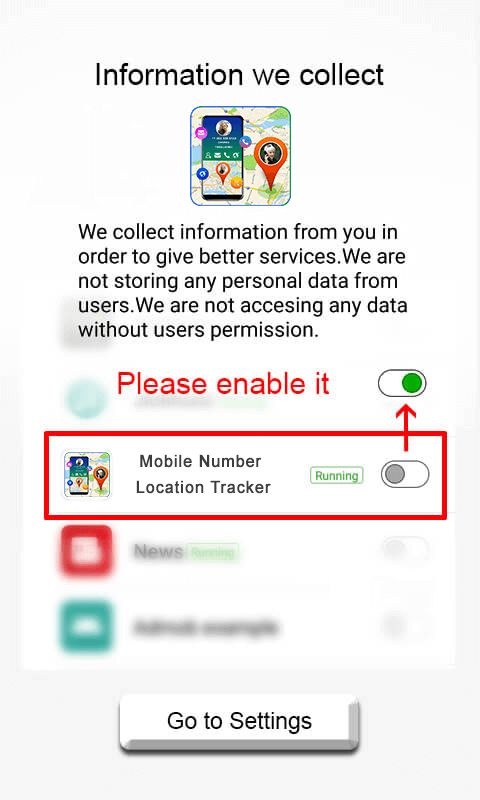 Information we collect
We collect information from you in
order to give better services.We are
not storing any personal data from
users.We are not accesing any data
without users permission.
Please enable it
Mobile Number
Location Tracker
Running
News Running
Admob example
Go to Settings